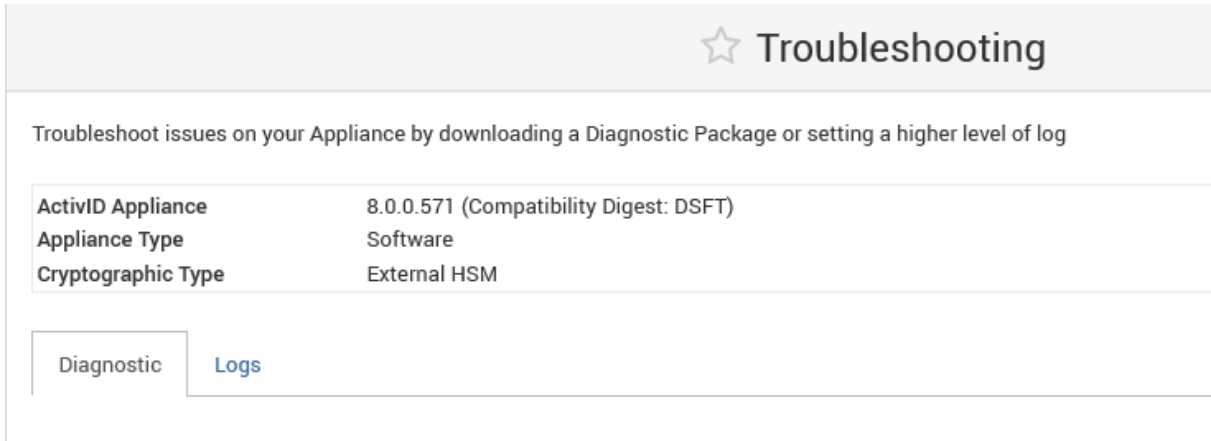 Troubleshooting
Troubleshoot issues on your Appliance by downloading a Diagnostic Package or setting a higher level of log
ActivID Appliance 8.0.0.571 (Compatibility Digest: DSFT)
Appliance Type Software
Cryptographic Type External HSM
Diagnostic Logs